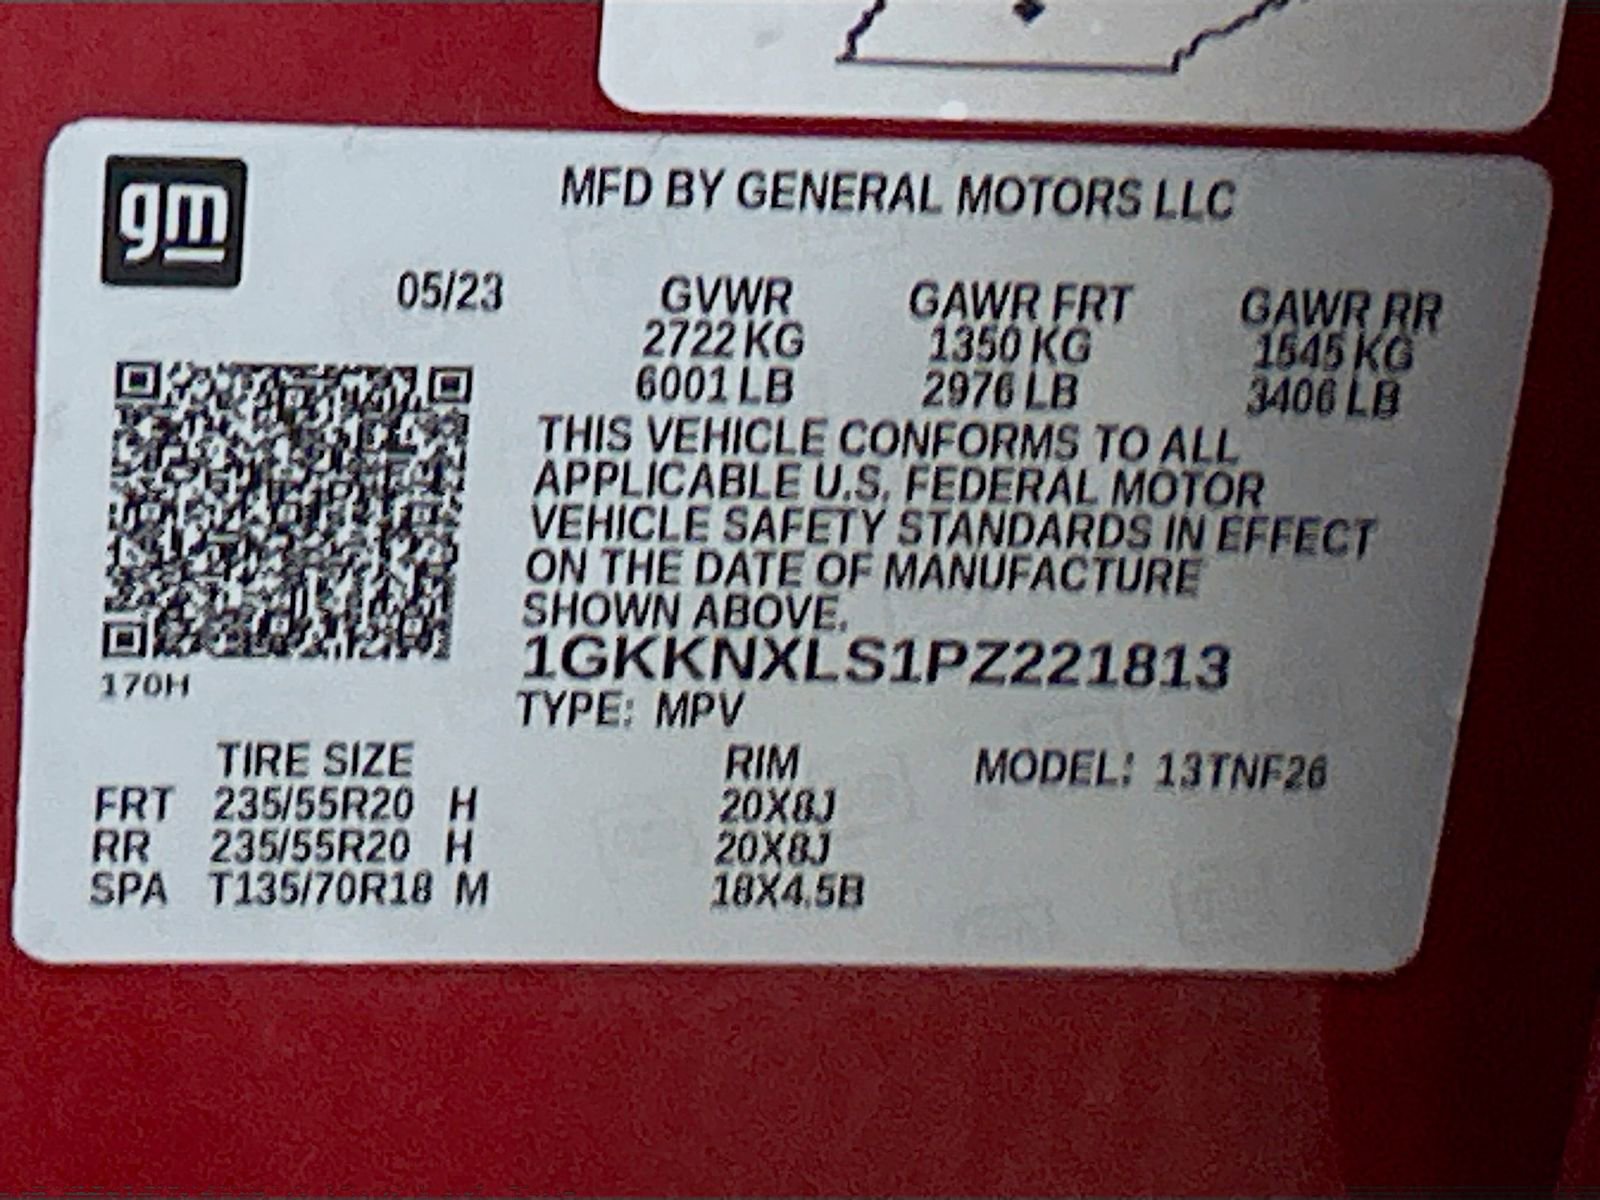 gm
MFD BY GENERAL MOTORS LLC
05/23 GVWR GAWR FRT GAWR RR
2722 KG 1350 KG 1545 KG
6001 LB 2976 LB 3406 LB
THIS VEHICLE CONFORMS TO ALL
APPLICABLE U.S. FEDERAL MOTOR
VEHICLE SAFETY STANDARDS IN EFFECT
ON THE DATE OF MANUFACTURE
SHOWN ABOVE.
1GKKNXLS1PZ221813
170H
TYPE: MPV
TIRE SIZE RIM MODEL: 13TNF26
FRT 235/55R20 H 20X8J
RR 235/55R20 H 20X8J
SPA T135/70R18 M 18X4.5B